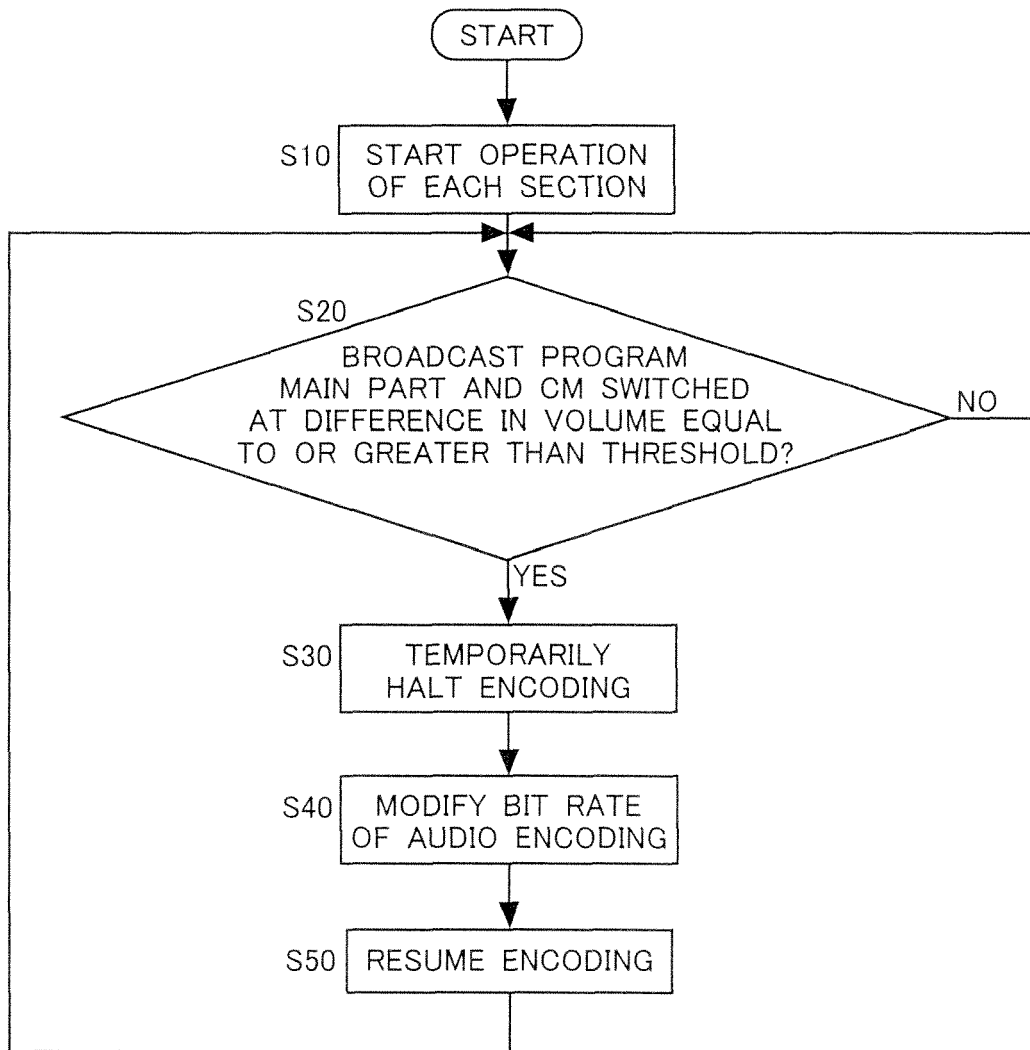 START
S10
START OPERATION
OF EACH SECTION
S20
BROADCAST PROGRAM
MAIN PART AND CM SWITCHED
AT DIFFERENCE IN VOLUME EQUAL
TO OR GREATER THAN THRESHOLD?
NO
YES
S30
TEMPORARILY
HALT ENCODING
S40
MODIFY BIT RATE
OF AUDIO ENCODING
S50
RESUME ENCODING